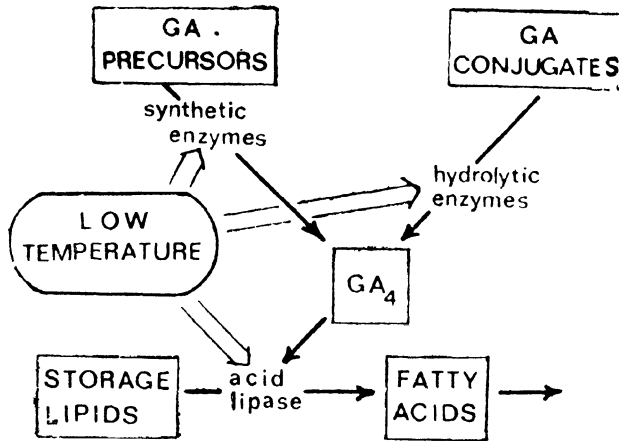 GA.
PRECURSORS
GA
CONJUGATES
synthetic
enzymes
hydrolytic
enzymes
LOW
TEMPERATURE
GA4
STORAGE
LIPIDS
acid
lipase
FATTY
ACIDS